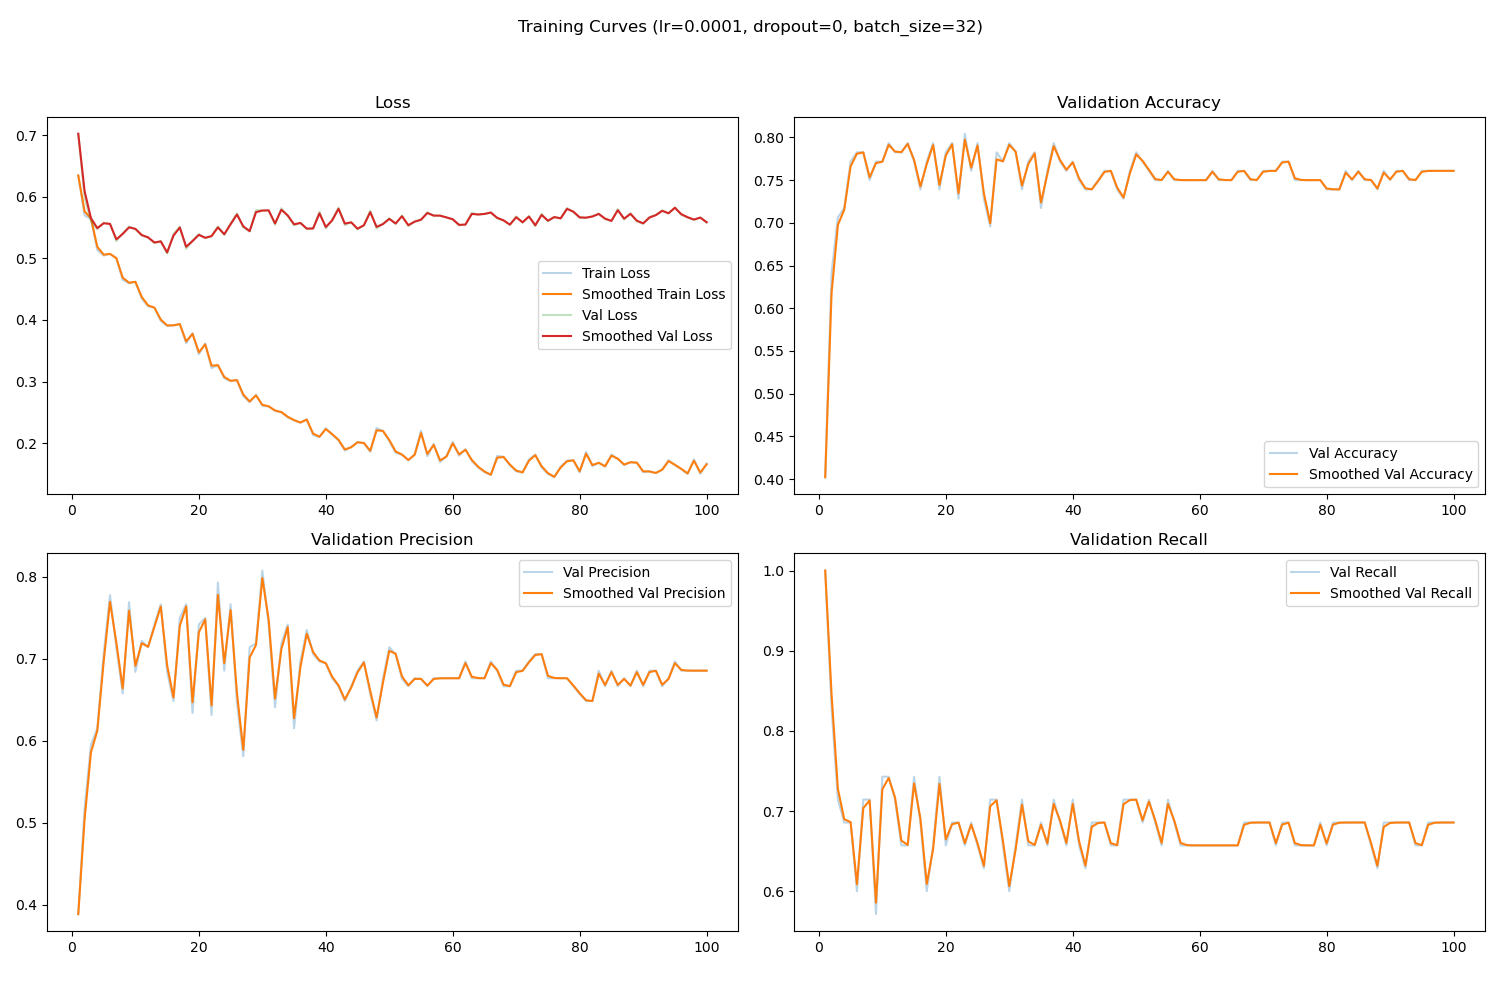 Training Curves (lr=0.0001, dropout=0, batch_size=32)
Loss
0.7
0.6
0.5
0.4
0.3
0.2
0 20 40 60 80 100
Train Loss
Smoothed Train Loss
Val Loss
Smoothed Val Loss
Validation Accuracy
0.80
0.75
0.70
0.65
0.60
0.55
0.50
0.45
0.40
0 20 40 60 80 100
Val Accuracy
Smoothed Val Accuracy
Validation Precision
0.8
0.7
0.6
0.5
0.4
0 20 40 60 80 100
Val Precision
Smoothed Val Precision
Validation Recall
1.0
0.9
0.8
0.7
0.6
0 20 40 60 80 100
Val Recall
Smoothed Val Recall